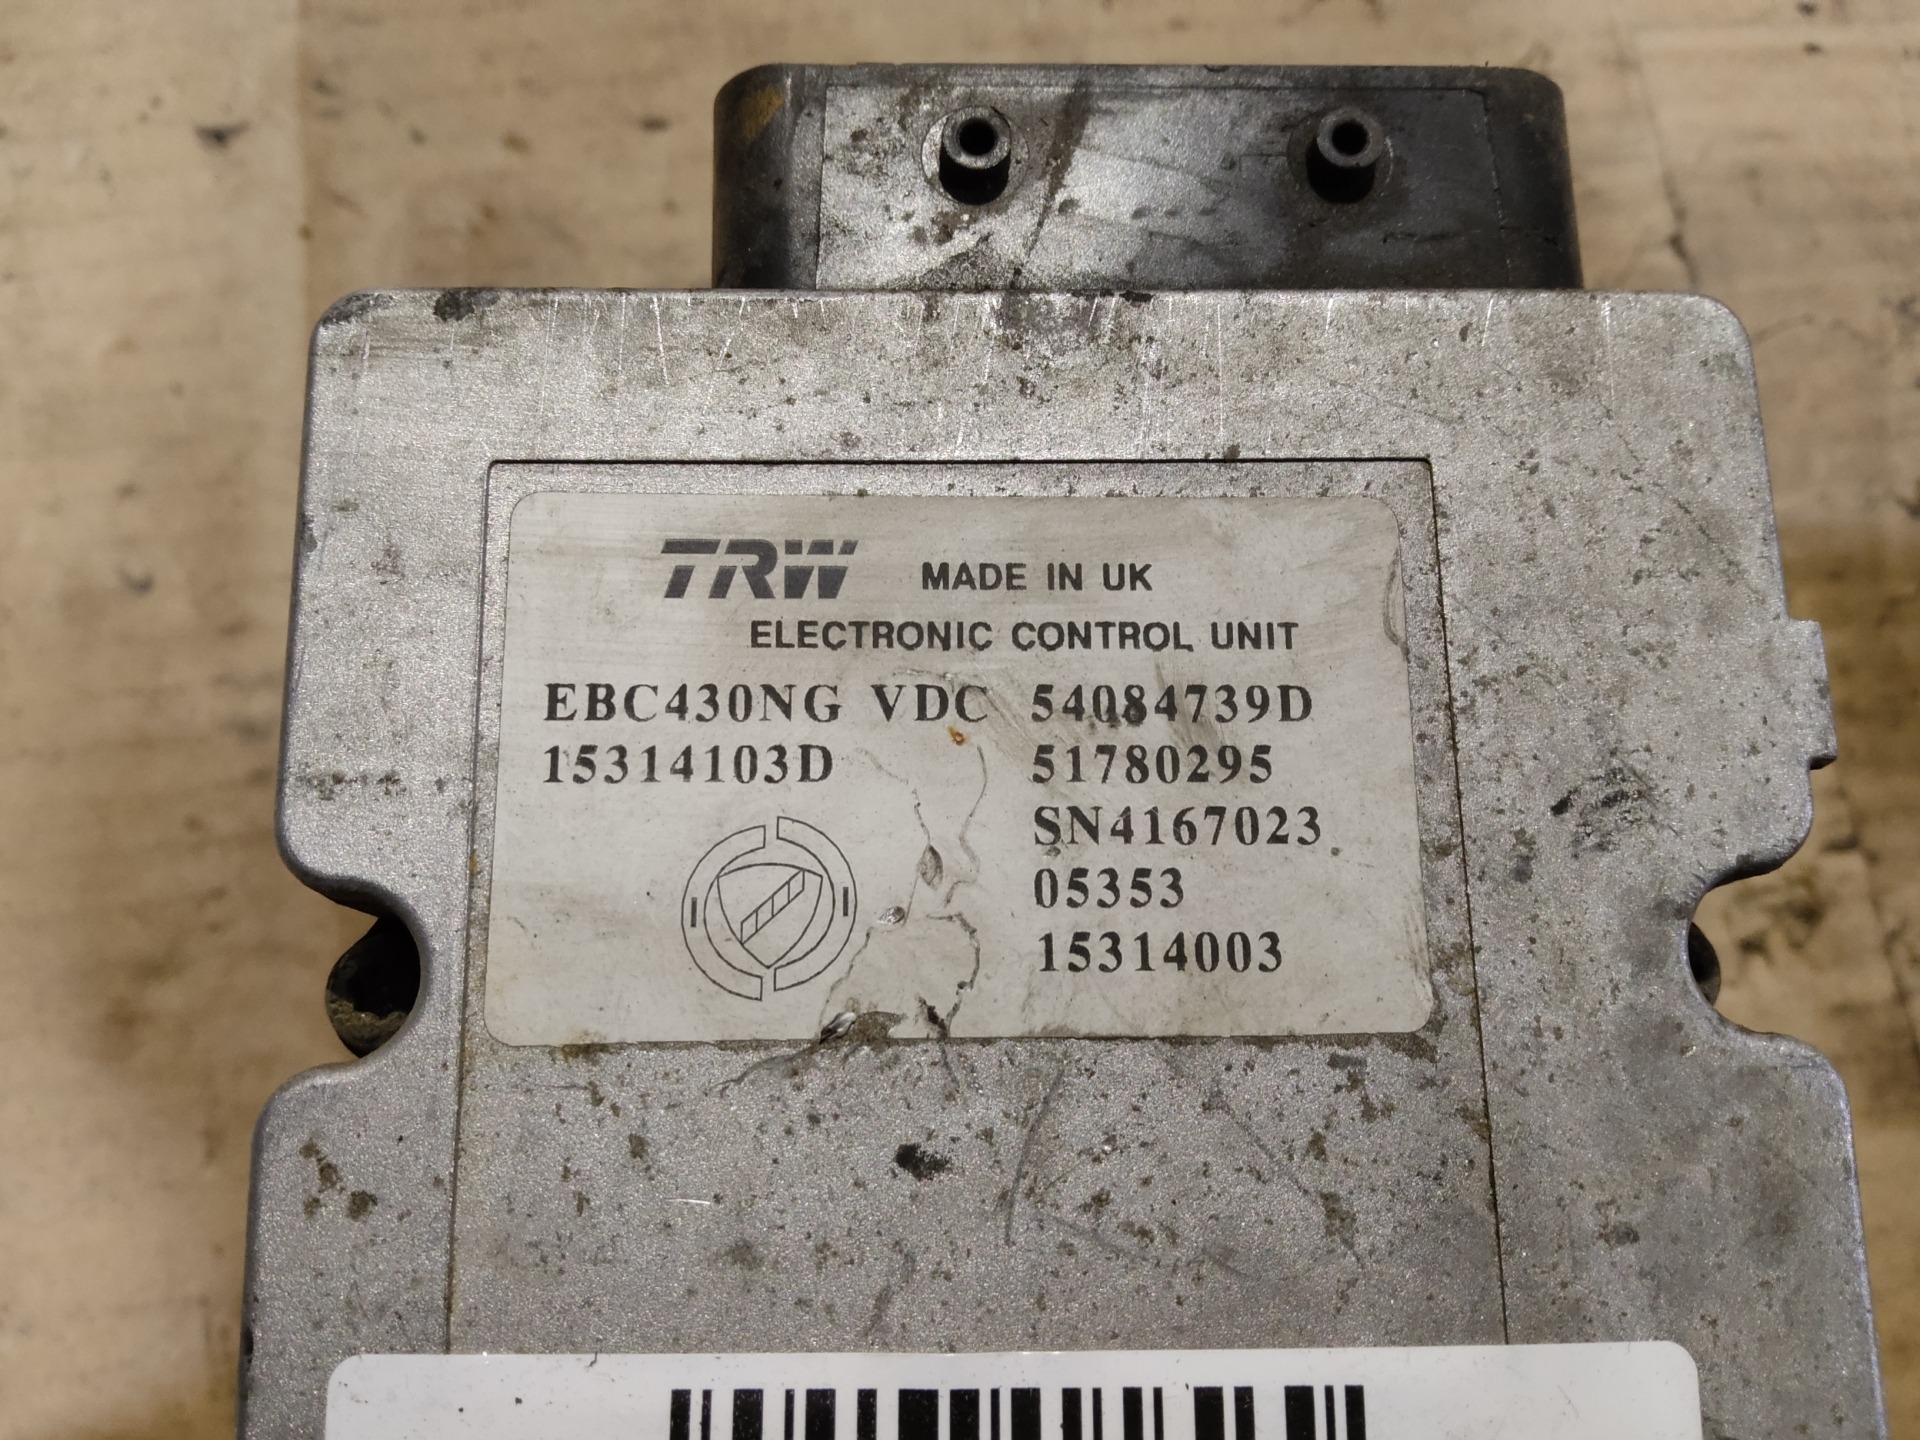 TRW MADE IN UK
ELECTRONIC CONTROL UNIT
EBC430NG VDC 54084739D
15314103D 51780295
SN4167023
05353
15314003